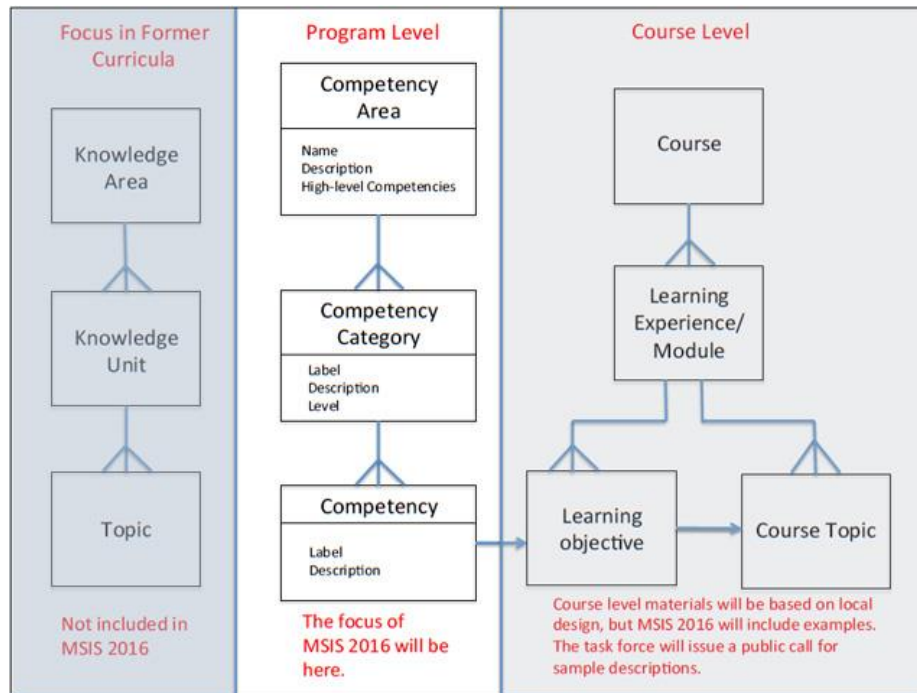 Focus in Former
Curricula
Knowledge
Area
Knowledge
Unit
Topic
Not included in
MSIS 2016
Program Level
Competency
Area
Name
Description
High-level Competencies
Competency
Category
Label
Description
Level
Competency
Label
Description
The focus of
MSIS 2016 will be
here.
Course Level
Course
Learning
Experience/
Module
Learning
objective
Course Topic
Course level materials will be based on local
design, but MSIS 2016 will include examples.
The task force will issue a public call for
sample descriptions.